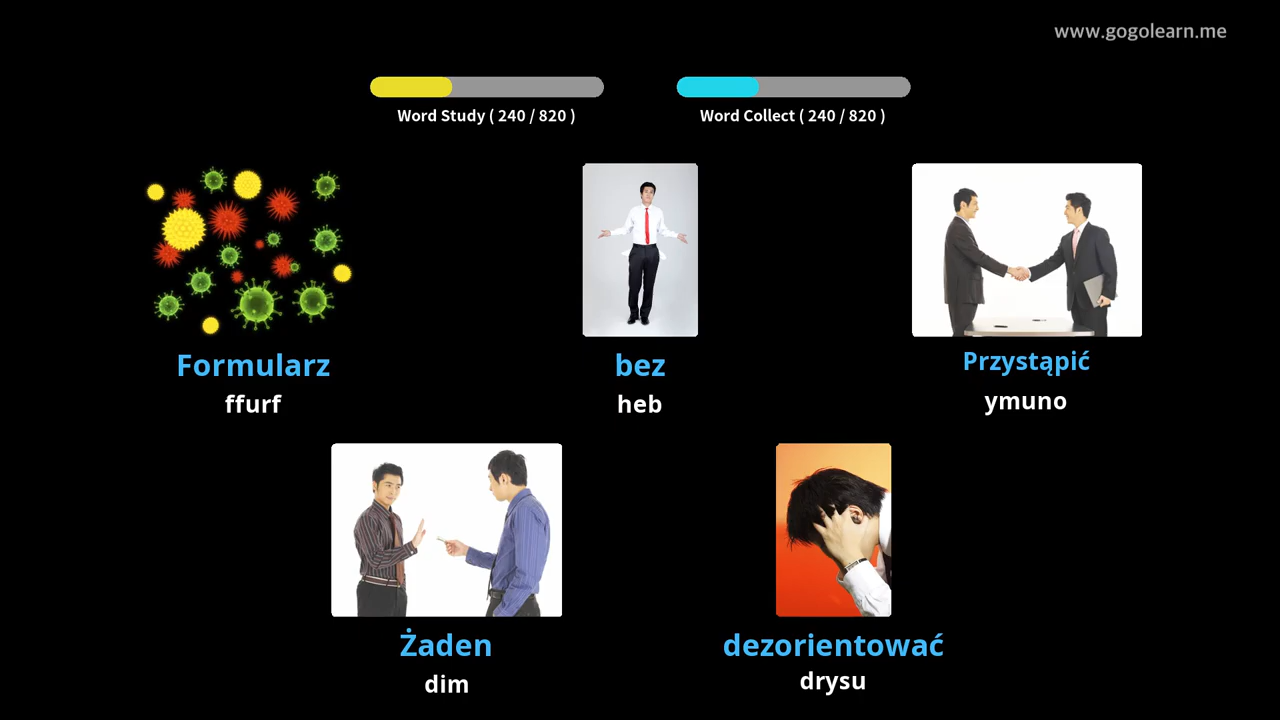 www.gogolearn.me
Word Study ( 240 / 820 )
Word Collect ( 240 / 820 )
Formularz
ffurf
bez
heb
Przystąpić
ymuno
Żaden
dim
dezorientować
drysu